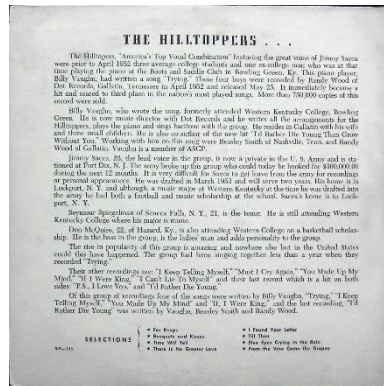 THE HILLTOPPERS . . .
The Hilltoppers, "America's Top Vocal Combination" featuring the great voice of Jimmy Sacca
were prior to April 1952 three average college students and one ex-college man who was at that
time playing the piano at the Boots and Saddle Club in Bowling Green, Ky. This piano player,
Billy Vaughn, had written a song "Trying." These four boys were recorded by Randy Wood of
Dot Records, Gallatin, Tennessee in April 1952 and released May 23. It immediately became a
hit and soared to third place in the nation's most played songs. More than 750,000 copies of this
record were sold.
Billy Vaughn, who wrote the song, formerly attended Western Kentucky College, Bowling
Green. He is now music director with Dot Records and he writes all the arrangements for the
Hilltoppers, plays the piano and sings baritone with the group. He resides in Gallatin with his wife
and three small children. He is also co-author of the new hit "I'd Rather Die Young Than Grow
Without You." Working with him on this song were Beasley Smith of Nashville, Tenn. and Randy
Wood of Gallatin. Vaughn is a member of ASCP.
Jimmy Sacca, 23, the lead voice in the group, is now a private in the U. S. Army and is sta-
tioned at Fort Dix, N. J. The army broke up this group who could today be booked for $100,000.00
during the next 12 months. It is very difficult for Sacca to get leave from the army for recordings
or personal appearances. He was drafted in March 1953 and will serve two years. His home is in
Lockport, N. Y. and although, a music major at Western Kentucky at the time he was drafted into
the army he had both a football and music scholarship at the school. Sacca's home is in Lock-
port, N. Y.
Seymour Spiegelman of Seneca Falls, N. Y., 21, is the tenor. He is still attending Western
Kentucky College where his major is music.
Don McGuire, 22, of Hazard, Ky., is also attending Western on a basketball scholar-
ship. He is the bass in the group, is the ladies' man and adds personality to the group.
The rise in popularity of this group is amazing and nowhere else but in the United States
could this have happened. The group had been singing together less than a year when they
recorded "Trying."
Their other recordings are: "I Keep Telling Myself," "Must I Cry Again," "You Made Up My
Mind," "If I Were King," "I Can't Lie To Myself" and their last record which is a hit on both
sides: "P.S., I Love You," and "I'd Rather Die Young."
Of this group of recordings four of the songs were written by Billy Vaughn, "Trying," "I Keep
Telling Myself," "You Made Up My Mind" and "If, I Were King," and the last recording, "I'd
Rather Die Young" was written by Vaughn, Beasley Smith and Randy Wood.
SELECTIONS
• For Keeps
• Bouquets and Kisses
• Time Will Tell
• There Is No Greater Love
• I Found Your Letter
• Till Then
• Blue Eyes Crying in the Rain
• From the Vine Came the Grapes